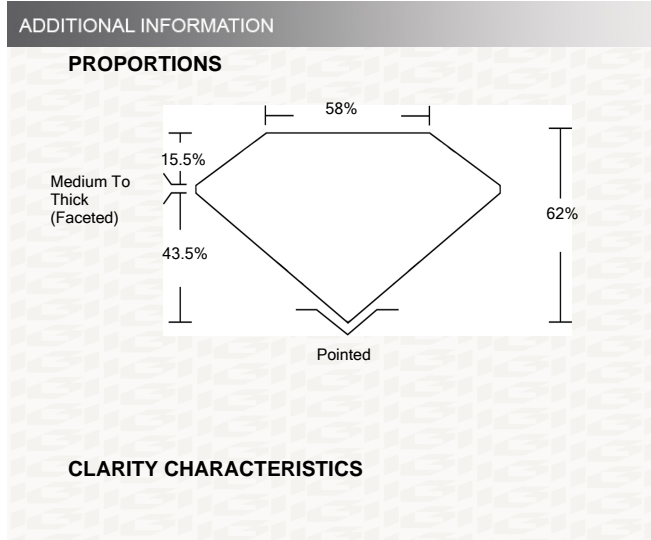 ADDITIONAL INFORMATION
PROPORTIONS
58%
15.5%
Medium To
Thick
(Faceted)
62%
43.5%
Pointed
CLARITY CHARACTERISTICS